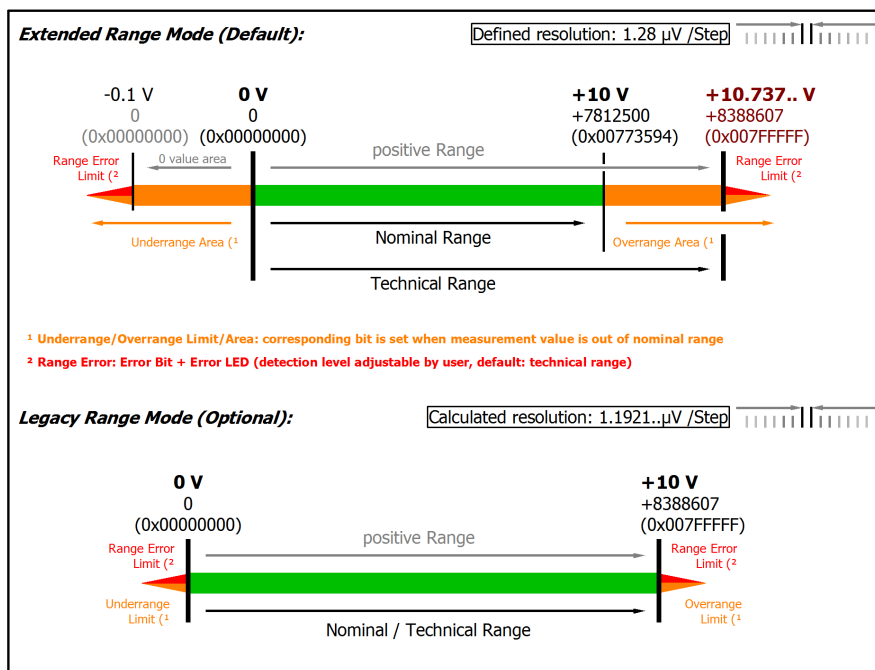 Extended Range Mode (Default):
Defined resolution: 1.28 µV /Step
-0.1 V
0
(0x00000000)
0 V
0
(0x00000000)
+10 V
+7812500
(0x00773594)
+10.737.. V
+8388607
(0x007FFFFF)
Range Error
Limit (²
0 value area
positive Range
Range Error
Limit (²
Underrange Area (¹
Nominal Range
Overrange Area (¹
Technical Range
¹ Underrange/Overrange Limit/Area: corresponding bit is set when measurement value is out of nominal range
² Range Error: Error Bit + Error LED (detection level adjustable by user, default: technical range)
Legacy Range Mode (Optional):
Calculated resolution: 1.1921..µV /Step
0 V
0
(0x00000000)
+10 V
+8388607
(0x007FFFFF)
Range Error
Limit (²
positive Range
Range Error
Limit (²
Underrange
Limit (¹
Nominal / Technical Range
Overrange
Limit (¹